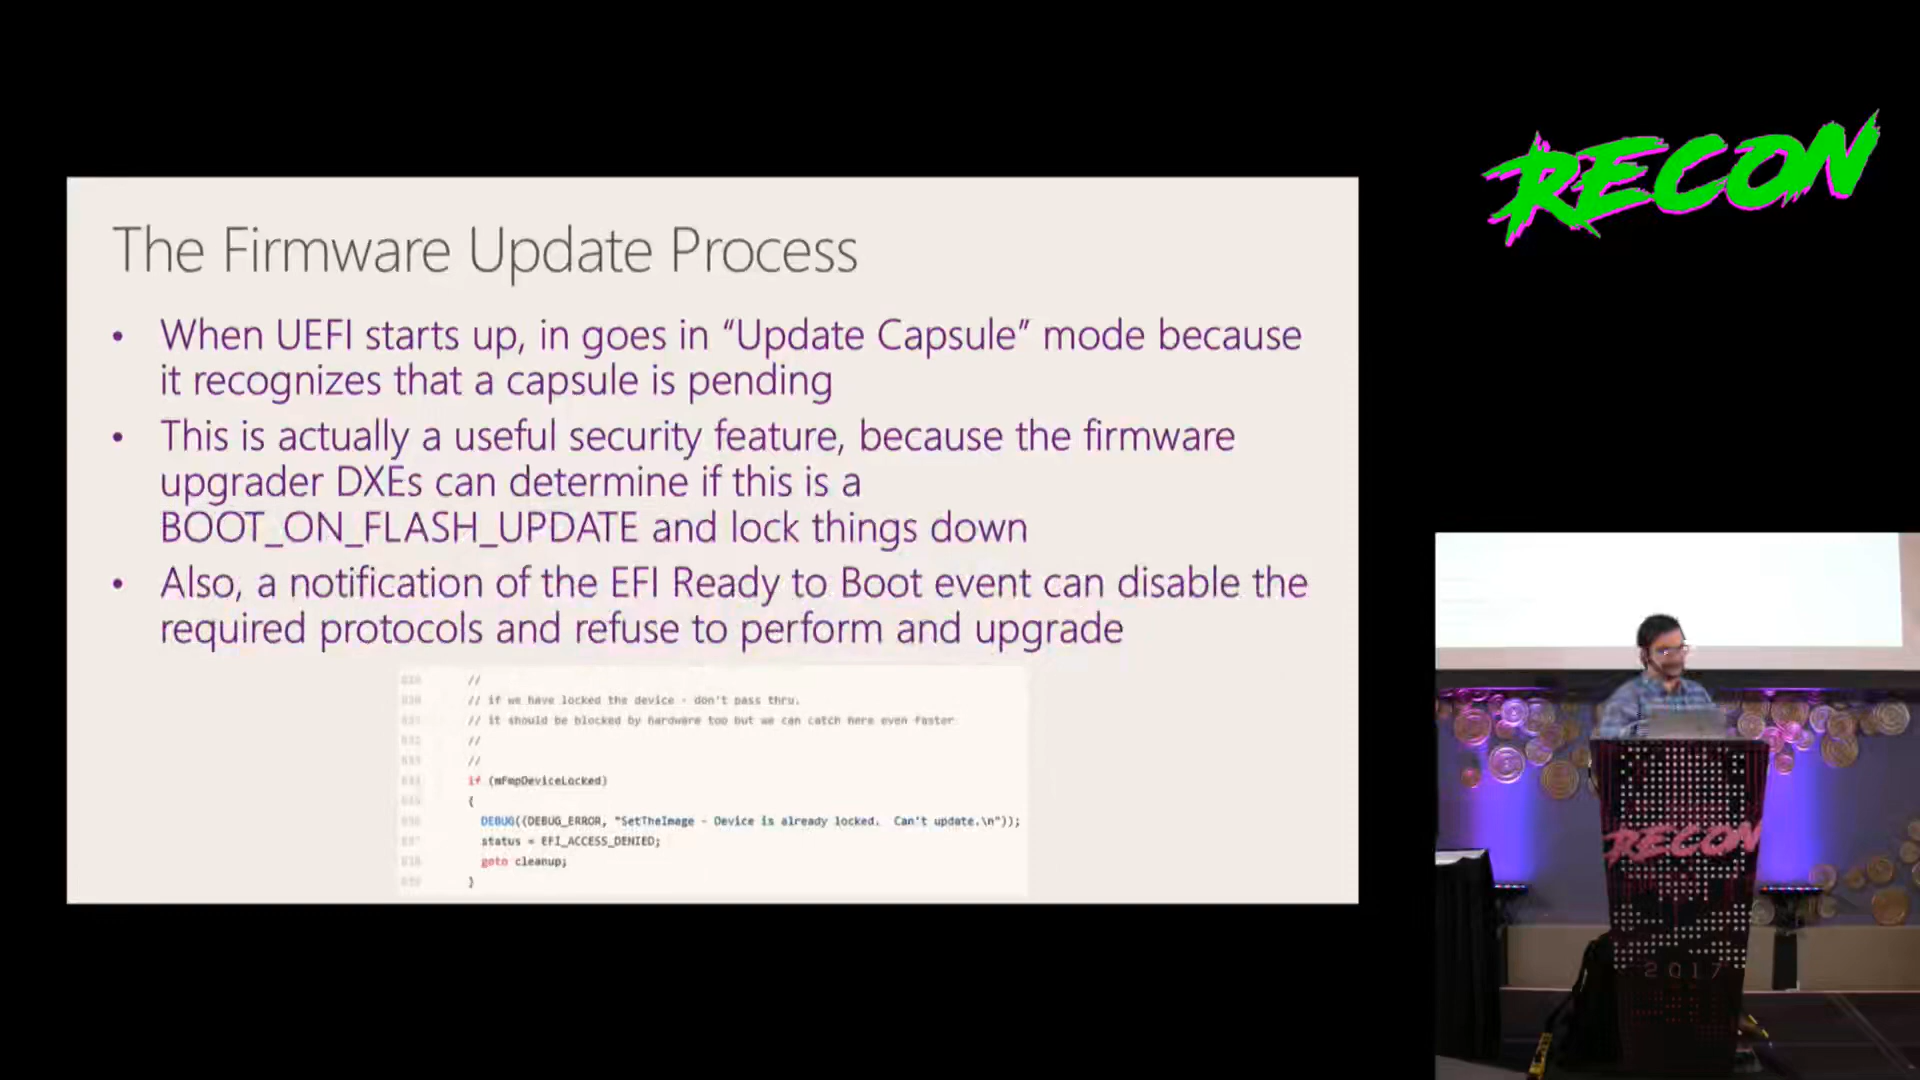 RECON
The Firmware Update Process
• When UEFI starts up, in goes in “Update Capsule” mode because
it recognizes that a capsule is pending
• This is actually a useful security feature, because the firmware
upgrader DXEs can determine if this is a
BOOT_ON_FLASH_UPDATE and lock things down
• Also, a notification of the EFI Ready to Boot event can disable the
required protocols and refuse to perform and upgrade
//
// if we have locked the device - don't pass thru.
// it should be blocked by hardware too but we can catch here even faster
//
//
if (mFmpDeviceLocked)
{
DEBUG((DEBUG_ERROR, "SetTheImage - Device is already locked.  Can't update.\n"));
status = EFI_ACCESS_DENIED;
goto cleanup;
}
RECON
2017